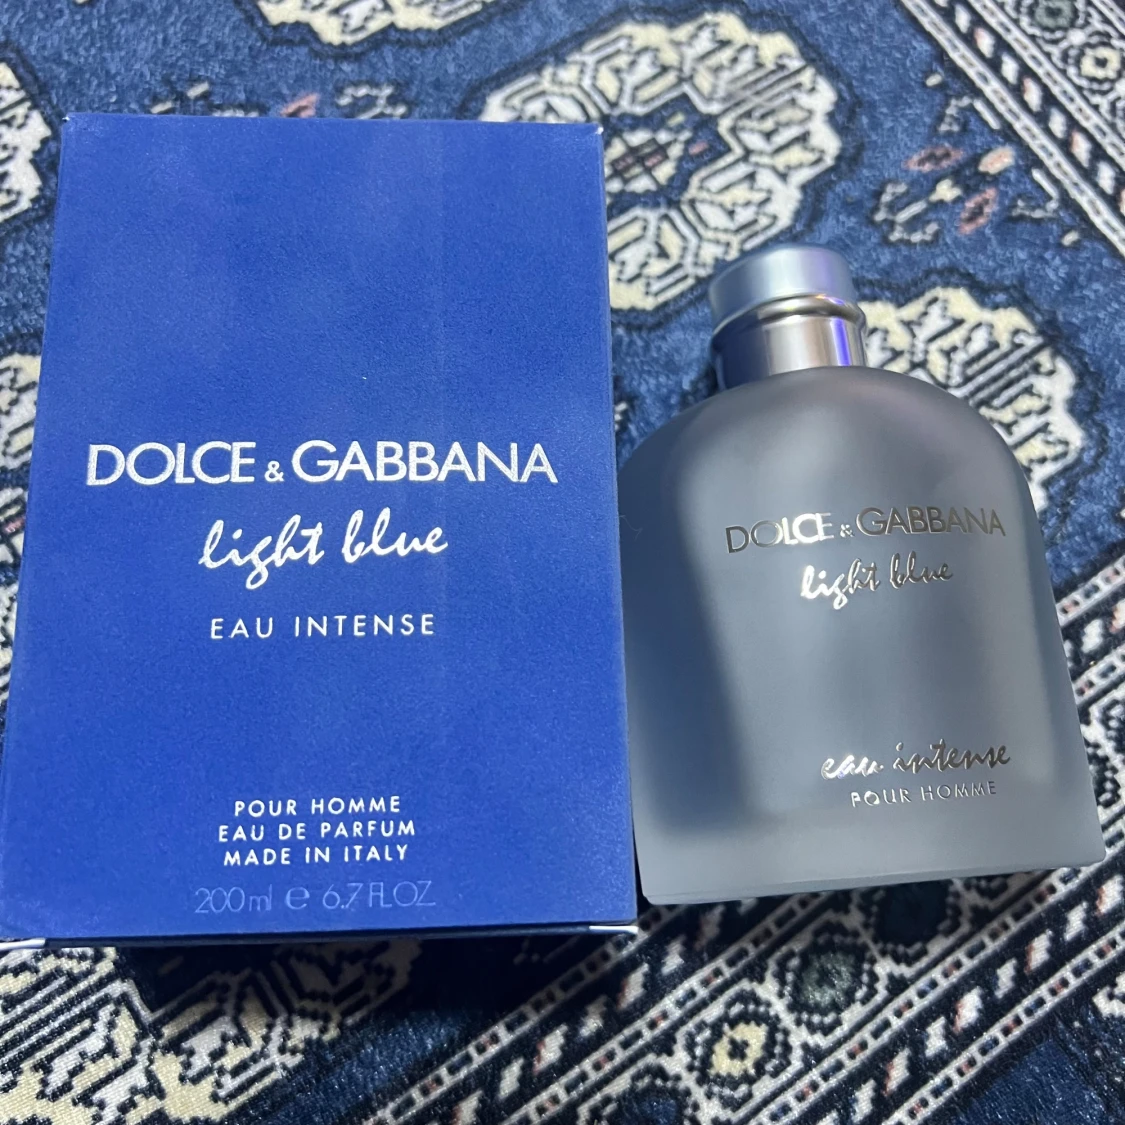 DOLCE & GABBANA
light blue
EAU INTENSE
POUR HOMME
EAU DE PARFUM
MADE IN ITALY
200ml e 6.7 FL.OZ
DOLCE & GABBANA
light blue
eau intense
POUR HOMME